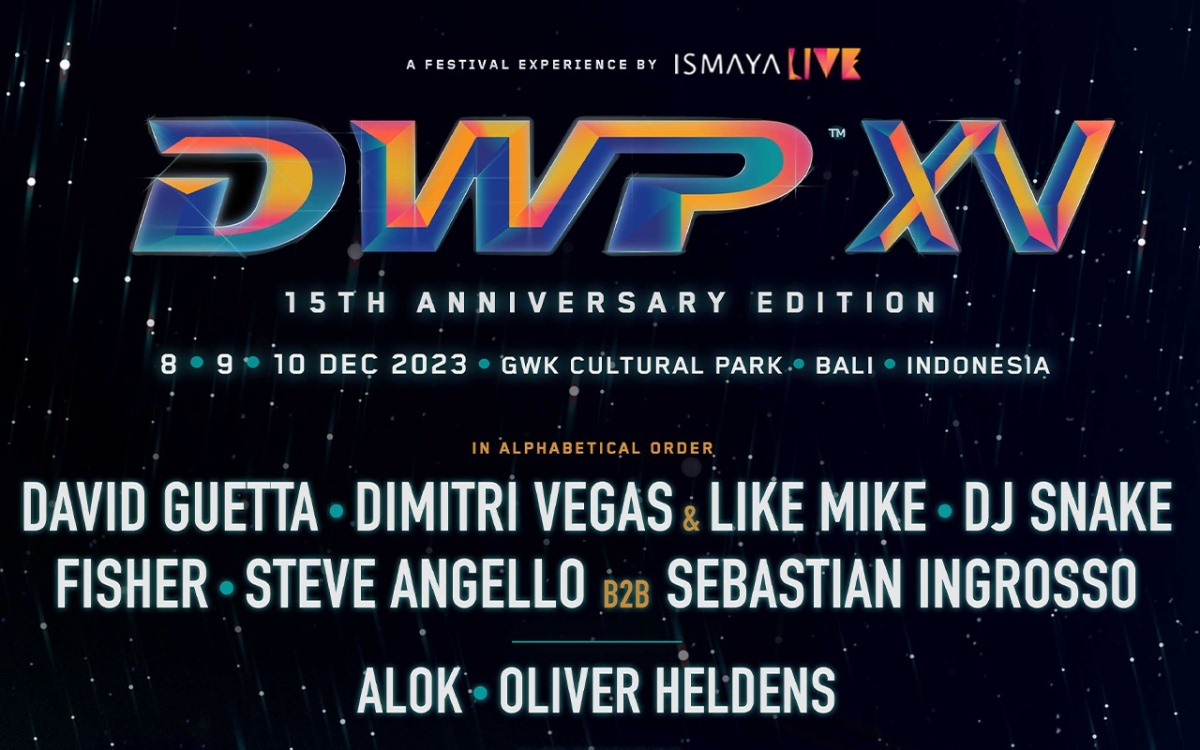 A FESTIVAL EXPERIENCE BY ISMAYA LIVE
DWP™ XV
15TH ANNIVERSARY EDITION
8 • 9 • 10 DEC 2023 • GWK CULTURAL PARK • BALI • INDONESIA
IN ALPHABETICAL ORDER
DAVID GUETTA • DIMITRI VEGAS & LIKE MIKE • DJ SNAKE
FISHER • STEVE ANGELLO B2B SEBASTIAN INGROSSO
ALOK • OLIVER HELDENS